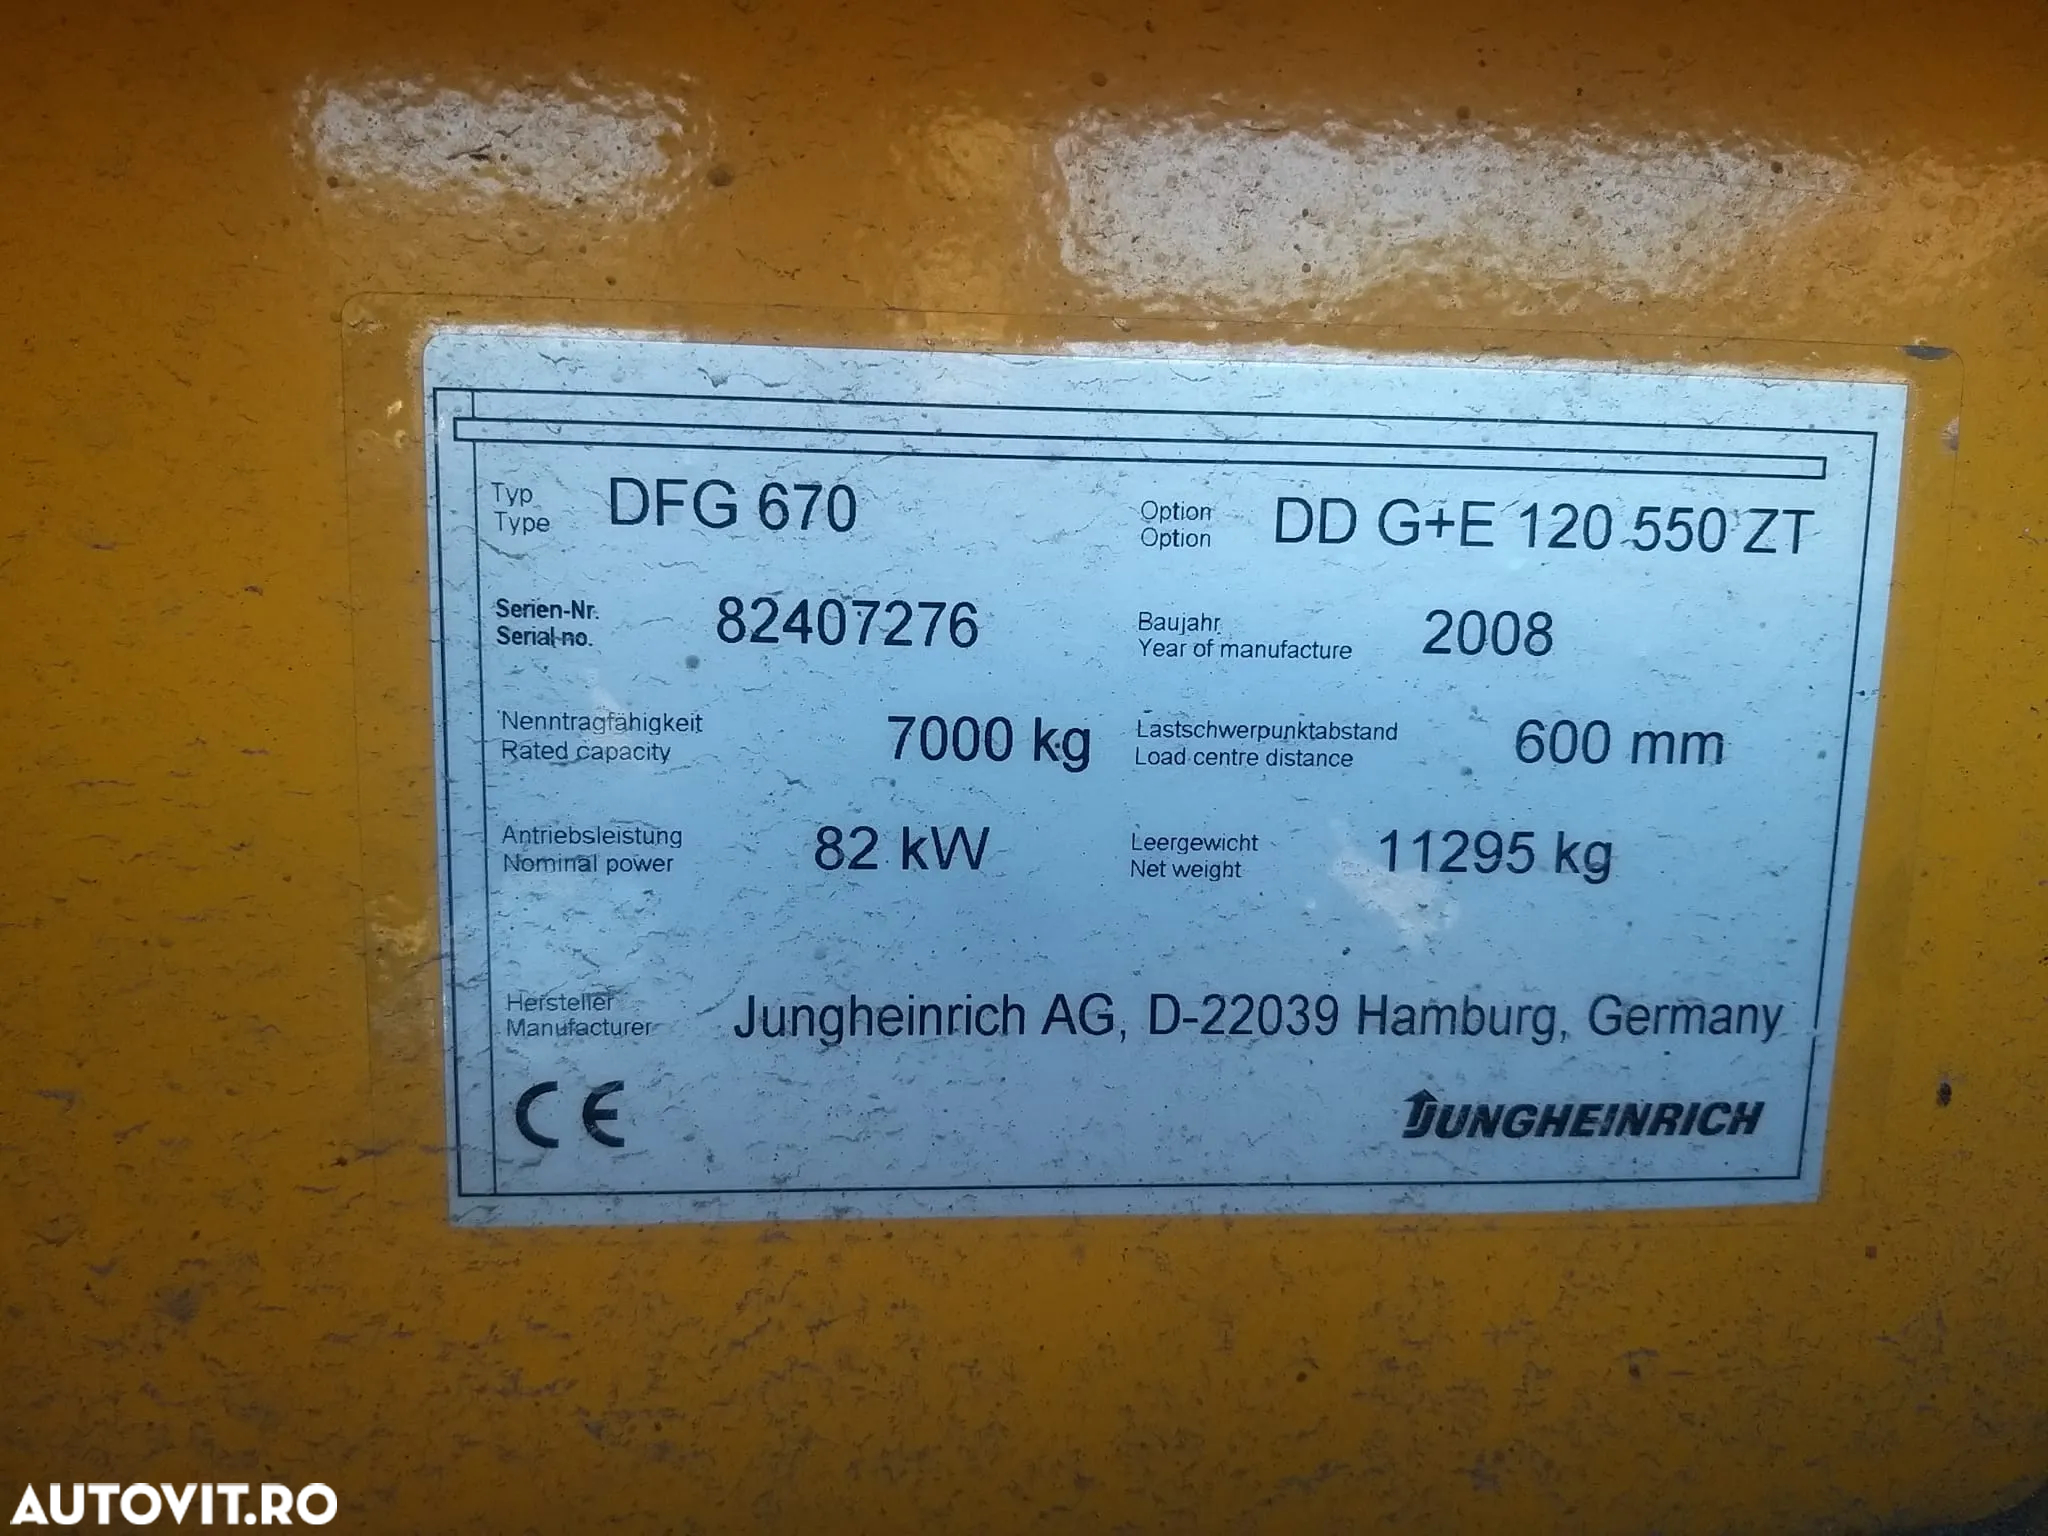 Typ
Type
DFG 670
Option
Option
DD G+E 120 550 ZT
Serien-Nr.
Serial no.
82407276
Baujahr
Year of manufacture
2008
Nenntragfähigkeit
Rated capacity
7000 kg
Lastschwerpunktabstand
Load centre distance
600 mm
Antriebsleistung
Nominal power
82 kW
Leergewicht
Net weight
11295 kg
Hersteller
Manufacturer
Jungheinrich AG, D-22039 Hamburg, Germany
CE
JUNGHEINRICH
AUTOVIT.RO